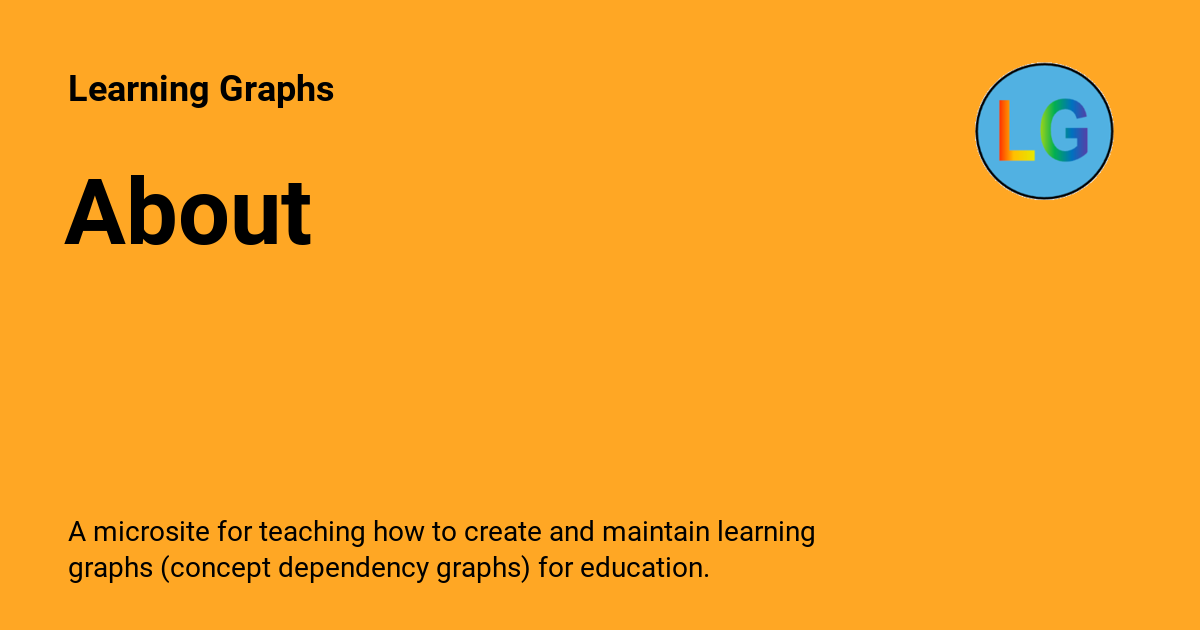 Learning Graphs
LG
About
A microsite for teaching how to create and maintain learning
graphs (concept dependency graphs) for education.